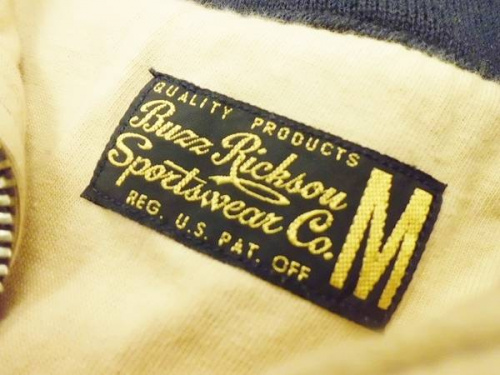 QUALITY PRODUCTS
Buzz Rickson
Sportswear Co.
REG. U.S. PAT. OFF
M